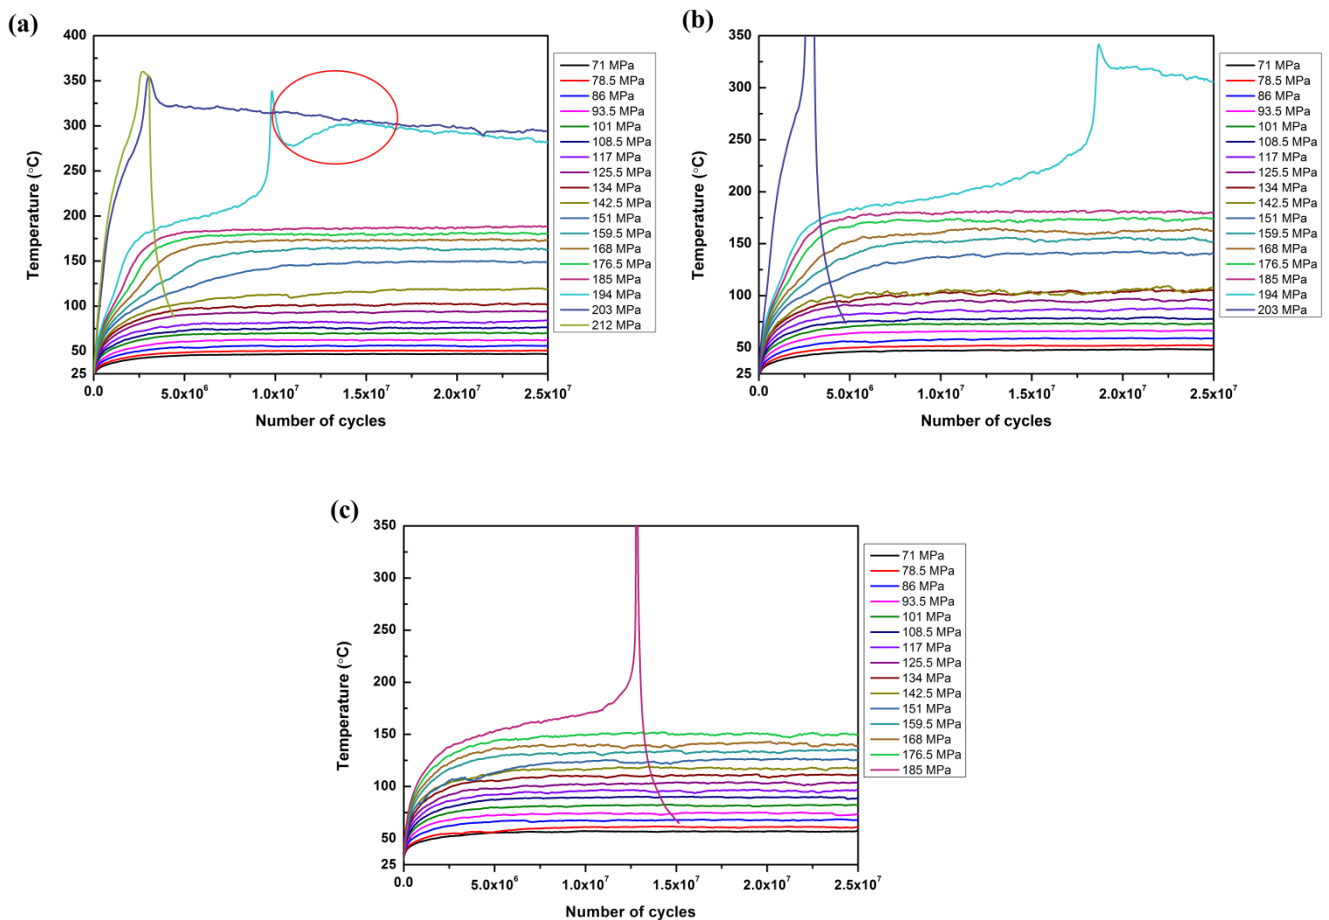 (a)
400
350
300
250
200
150
100
50
25
Temperature (°C)
0.0
5.0x10⁶
1.0x10⁷
1.5x10⁷
2.0x10⁷
2.5x10⁷
Number of cycles
71 MPa
78.5 MPa
86 MPa
93.5 MPa
101 MPa
108.5 MPa
117 MPa
125.5 MPa
134 MPa
142.5 MPa
151 MPa
159.5 MPa
168 MPa
176.5 MPa
185 MPa
194 MPa
203 MPa
212 MPa
(b)
350
300
250
200
150
100
50
25
Temperature (°C)
0.0
5.0x10⁶
1.0x10⁷
1.5x10⁷
2.0x10⁷
2.5x10⁷
Number of cycles
71 MPa
78.5 MPa
86 MPa
93.5 MPa
101 MPa
108.5 MPa
117 MPa
125.5 MPa
134 MPa
142.5 MPa
151 MPa
159.5 MPa
168 MPa
176.5 MPa
185 MPa
194 MPa
203 MPa
(c)
350
300
250
200
150
100
50
25
Temperature (°C)
0.0
5.0x10⁶
1.0x10⁷
1.5x10⁷
2.0x10⁷
2.5x10⁷
Number of cycles
71 MPa
78.5 MPa
86 MPa
93.5 MPa
101 MPa
108.5 MPa
117 MPa
125.5 MPa
134 MPa
142.5 MPa
151 MPa
159.5 MPa
168 MPa
176.5 MPa
185 MPa